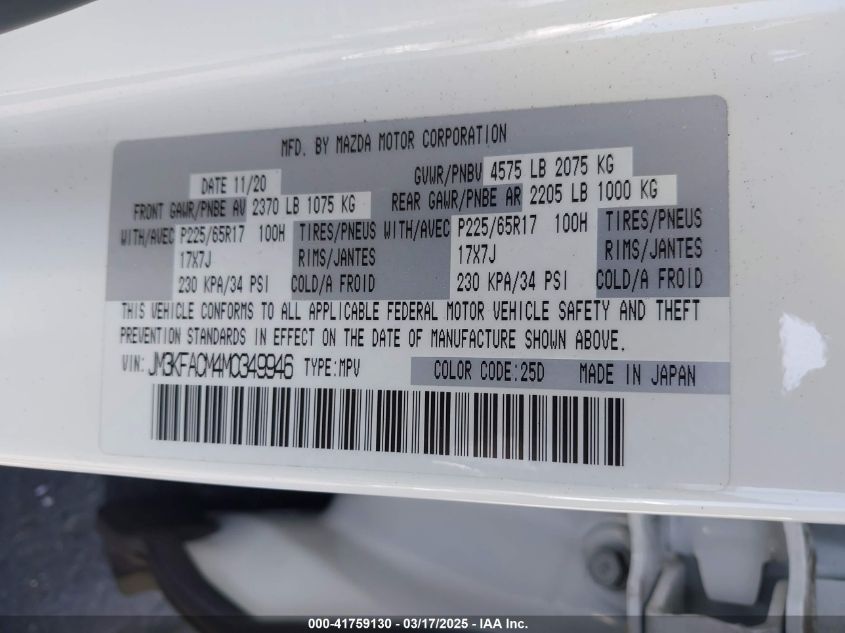 MFD. BY MAZDA MOTOR CORPORATION
DATE 11/20 GVWR/PNBV 4575 LB 2075 KG
FRONT GAWR/PNBE AV 2370 LB 1075 KG REAR GAWR/PNBE AR 2205 LB 1000 KG
WITH/AVEC P225/65R17 100H TIRES/PNEUS WITH/AVEC P225/65R17 100H TIRES/PNEUS
17X7J RIMS/JANTES 17X7J RIMS/JANTES
230 KPA/34 PSI COLD/A FROID 230 KPA/34 PSI COLD/A FROID
THIS VEHICLE CONFORMS TO ALL APPLICABLE FEDERAL MOTOR VEHICLE SAFETY AND THEFT
PREVENTION STANDARDS IN EFFECT ON THE DATE OF MANUFACTURE SHOWN ABOVE.
VIN: JM3KFACM4M0349946 TYPE:MPV COLOR CODE:25D MADE IN JAPAN
000-41759130 - 03/17/2025 - IAA Inc.